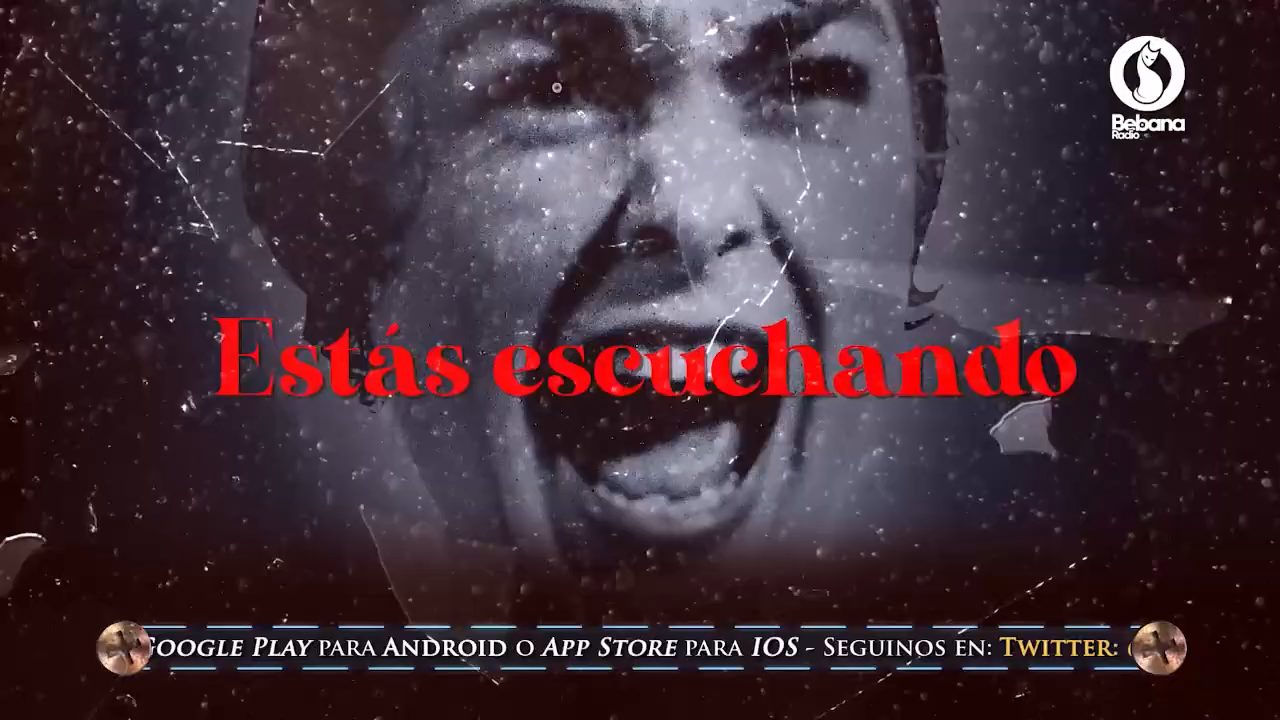 Bebana
Radio
Estás escuchando
GOOGLE PLAY PARA ANDROID O APP STORE PARA IOS - SEGUINOS EN: TWITTER: